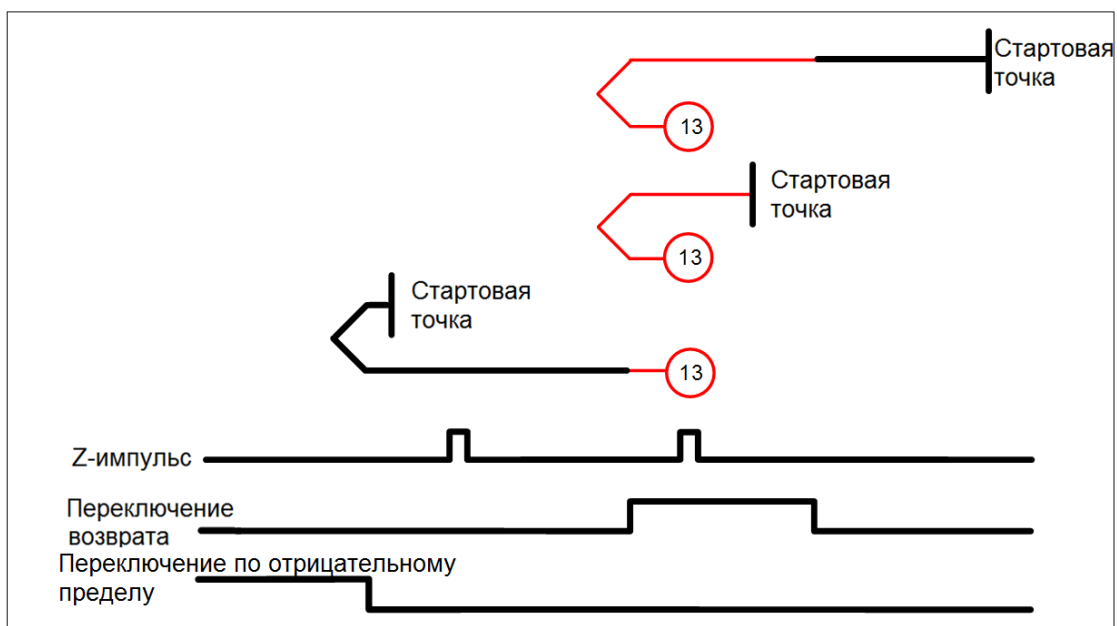 Стартовая
точка
13
Стартовая
точка
13
Стартовая
точка
13
Z-импульс
Переключение
возврата
Переключение по отрицательному
пределу